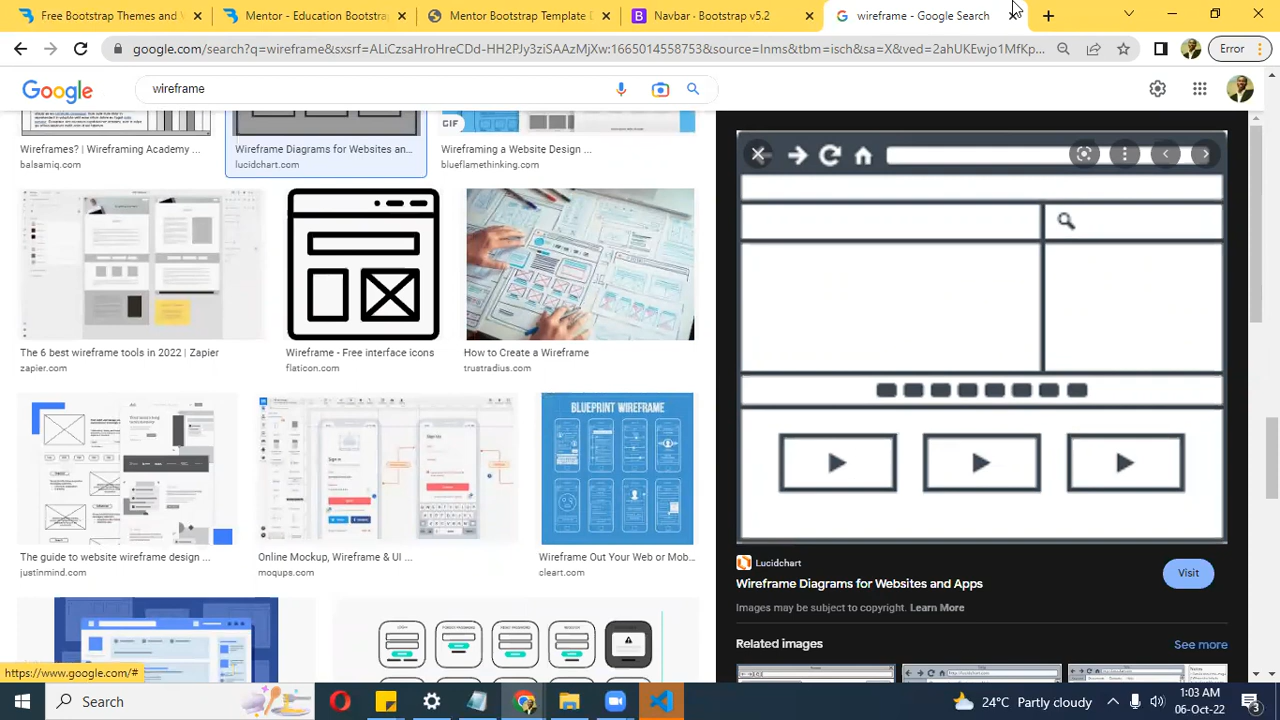 Free Bootstrap Themes and
Mentor - Education Bootstrap
Mentor Bootstrap Template
Navbar · Bootstrap v5.2
wireframe - Google Search
google.com/search?q=wireframe&sxsrf=ALiCzsaHroHreCDd-HH2PJy3ziSAAzMjXw:1665014558753&source=lnms&tbm=isch&sa=X&ved=2ahUKEwjo1MfKp...
Error
Google
wireframe
Wireframes? | Wireframing Academy ...
balsamiq.com
Wireframe Diagrams for Websites an...
lucidchart.com
GIF
Wireframing a Website Design ...
blueflamethinking.com
The 6 best wireframe tools in 2022 | Zapier
zapier.com
Wireframe - Free interface icons
flaticon.com
How to Create a Wireframe
trustradius.com
BLUEPRINT WIREFRAME
The guide to website wireframe design ...
justinmind.com
Online Mockup, Wireframe & UI ...
moqups.com
Wireframe Out Your Web or Mob...
cleart.com
Lucidchart
Wireframe Diagrams for Websites and Apps
Visit
Images may be subject to copyright. Learn More
Related images
See more
https://www.google.com/#
Search
24°C Partly cloudy
1:03 AM
06-Oct-22
3